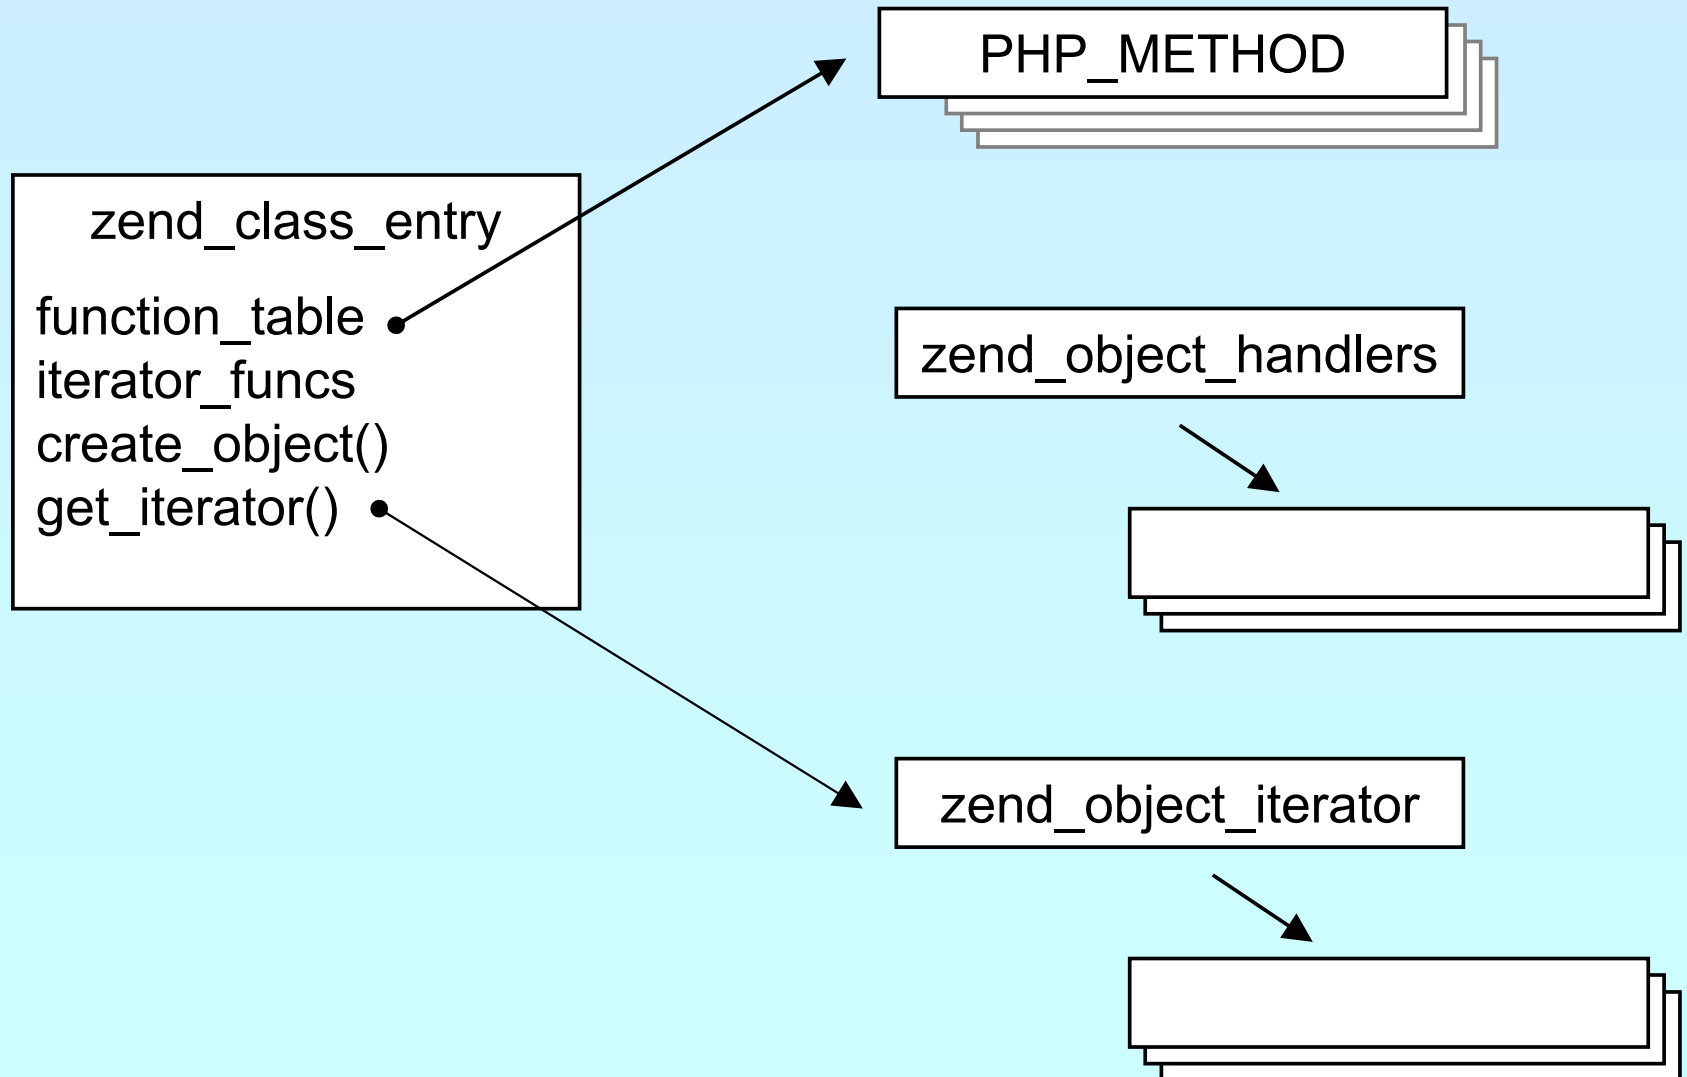 PHP_METHOD
zend_class_entry
function_table
iterator_funcs
create_object()
get_iterator()
zend_object_handlers
zend_object_iterator